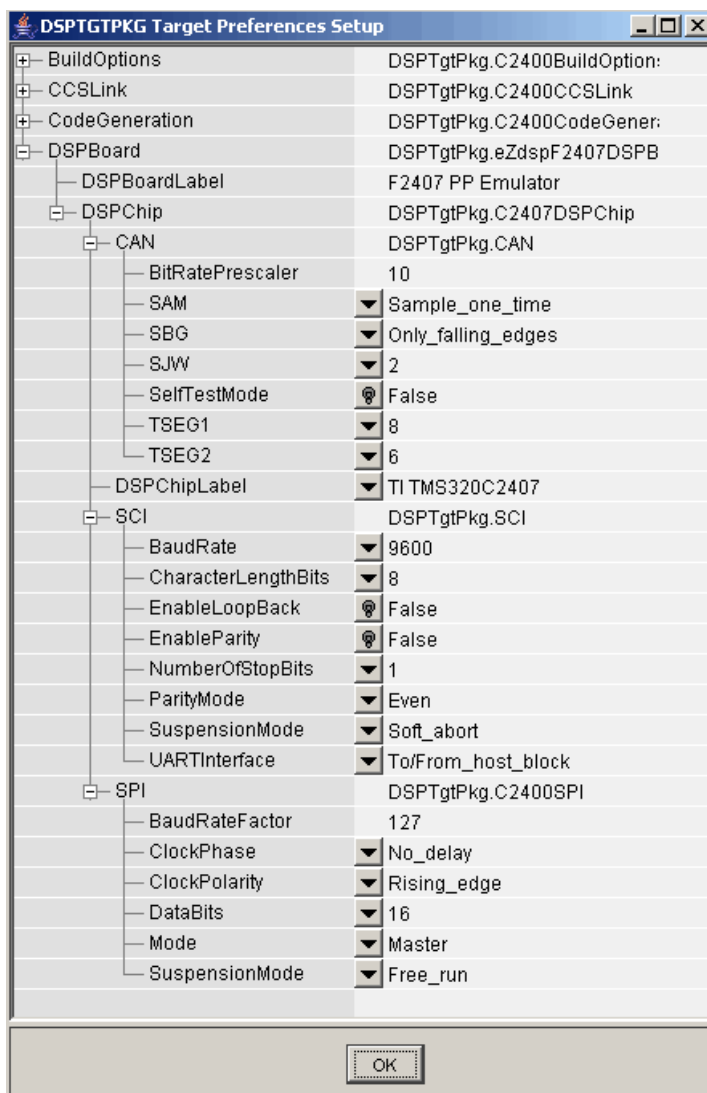 DSPTGTPKG Target Preferences Setup
BuildOptions DSPTgtPkg.C2400BuildOption
CCSLink DSPTgtPkg.C2400CCSLink
CodeGeneration DSPTgtPkg.C2400CodeGener
DSPBoard DSPTgtPkg.eZdspF2407DSPB
DSPBoardLabel F2407 PP Emulator
DSPChip DSPTgtPkg.C2407DSPChip
CAN DSPTgtPkg.CAN
BitRatePrescaler 10
SAM Sample_one_time
SBG Only_falling_edges
SJW 2
SelfTestMode False
TSEG1 8
TSEG2 6
DSPChipLabel TI TMS320C2407
SCI DSPTgtPkg.SCI
BaudRate 9600
CharacterLengthBits 8
EnableLoopBack False
EnableParity False
NumberOfStopBits 1
ParityMode Even
SuspensionMode Soft_abort
UARTInterface To/From_host_block
SPI DSPTgtPkg.C2400SPI
BaudRateFactor 127
ClockPhase No_delay
ClockPolarity Rising_edge
DataBits 16
Mode Master
SuspensionMode Free_run
OK